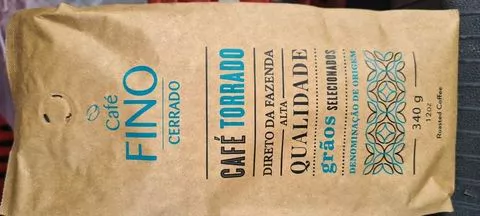 Café
FINO
CERRADO
CAFÉ TORRADO
DIRETO DA FAZENDA
ALTA
QUALIDADE
grãos SELECIONADOS
DENOMINAÇÃO DE ORIGEM
340 g
12oz
Roasted Coffee